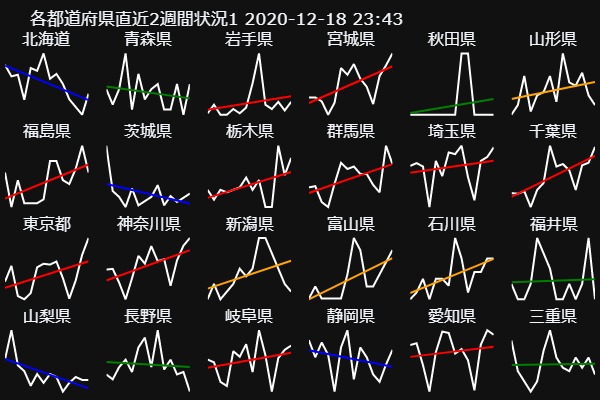 各都道府県直近2週間状況1 2020-12-18 23:43
北海道 青森県 岩手県 宮城県 秋田県 山形県
福島県 茨城県 栃木県 群馬県 埼玉県 千葉県
東京都 神奈川県 新潟県 富山県 石川県 福井県
山梨県 長野県 岐阜県 静岡県 愛知県 三重県